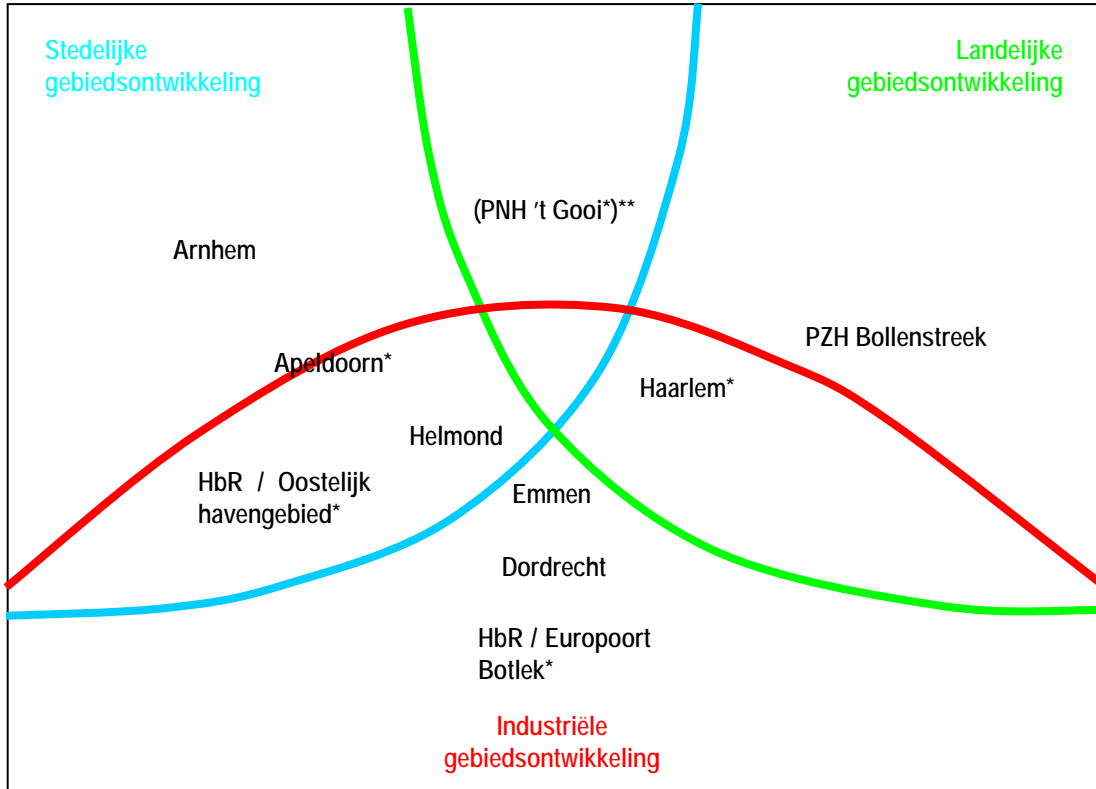 Stedelijke
gebiedsontwikkeling
Landelijke
gebiedsontwikkeling
(PNH 't Gooi*)**
Arnhem
PZH Bollenstreek
Apeldoorn*
Haarlem*
Helmond
HbR / Oostelijk
havengebied*
Emmen
Dordrecht
HbR / Europoort
Botlek*
Industriële
gebiedsontwikkeling